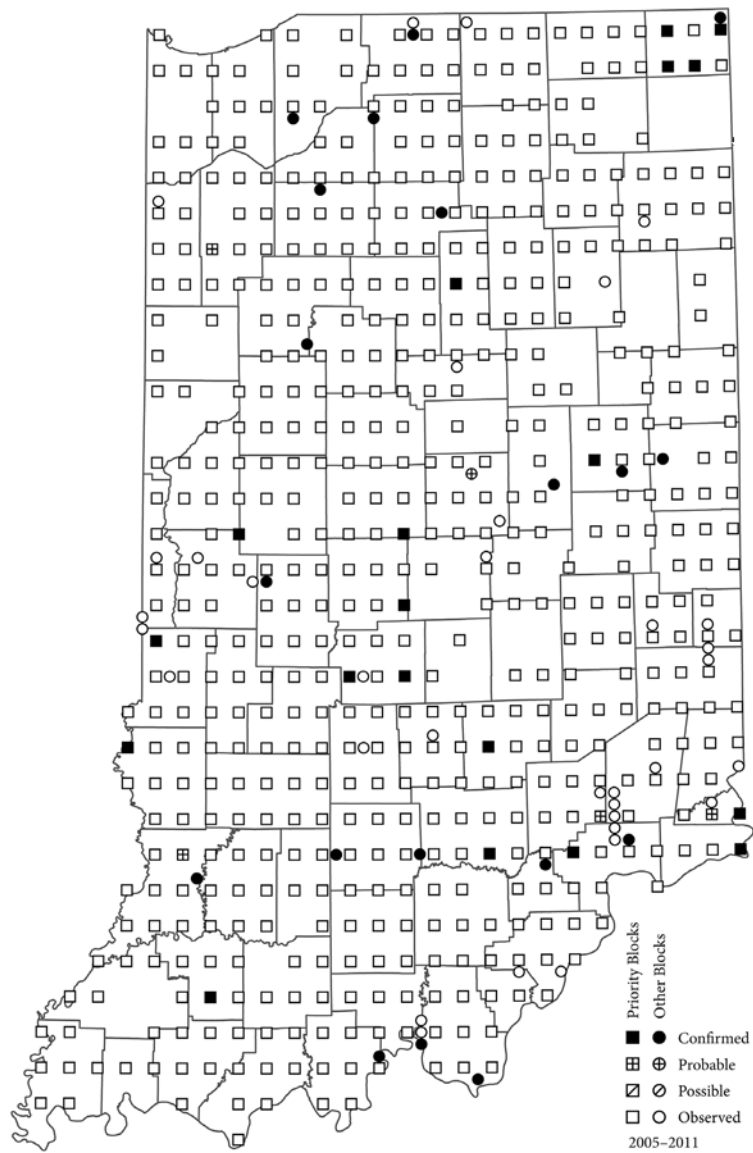 Priority Blocks
Other Blocks
Confirmed
Probable
Possible
Observed
2005–2011